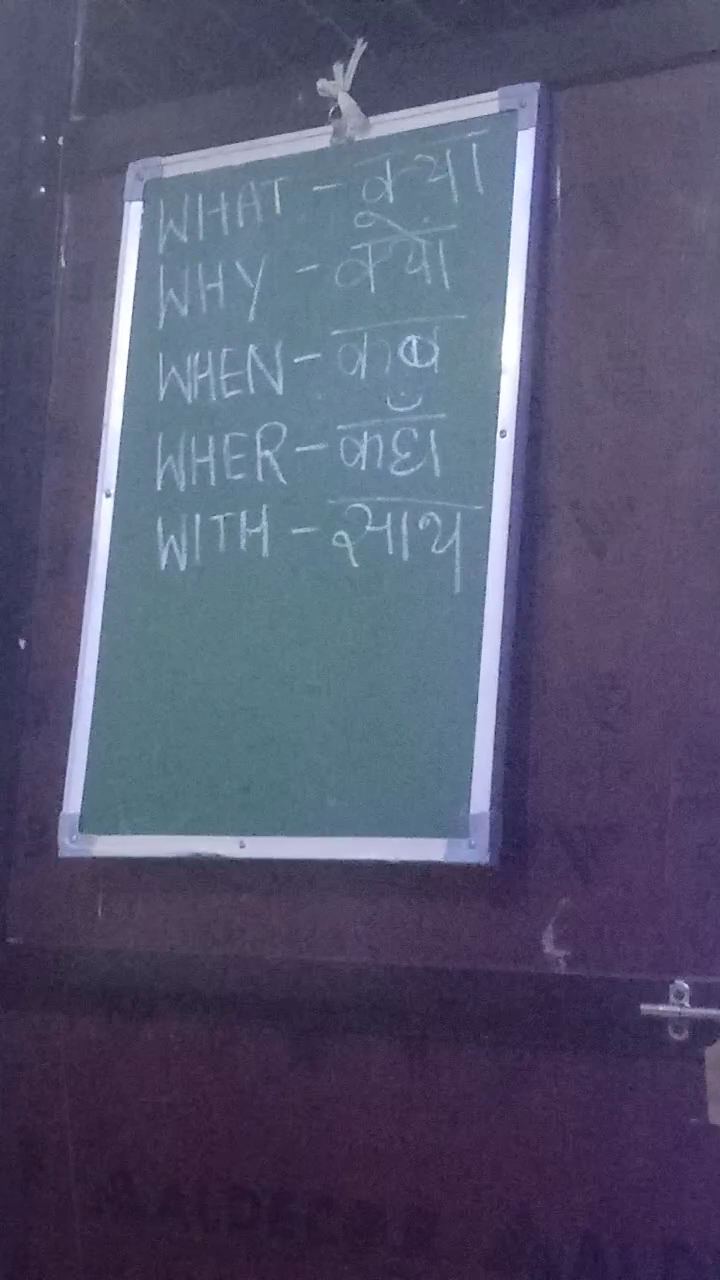 WHAT - क्या
WHY - क्यों
WHEN - कब
WHER - कहाँ
WITH - साथ